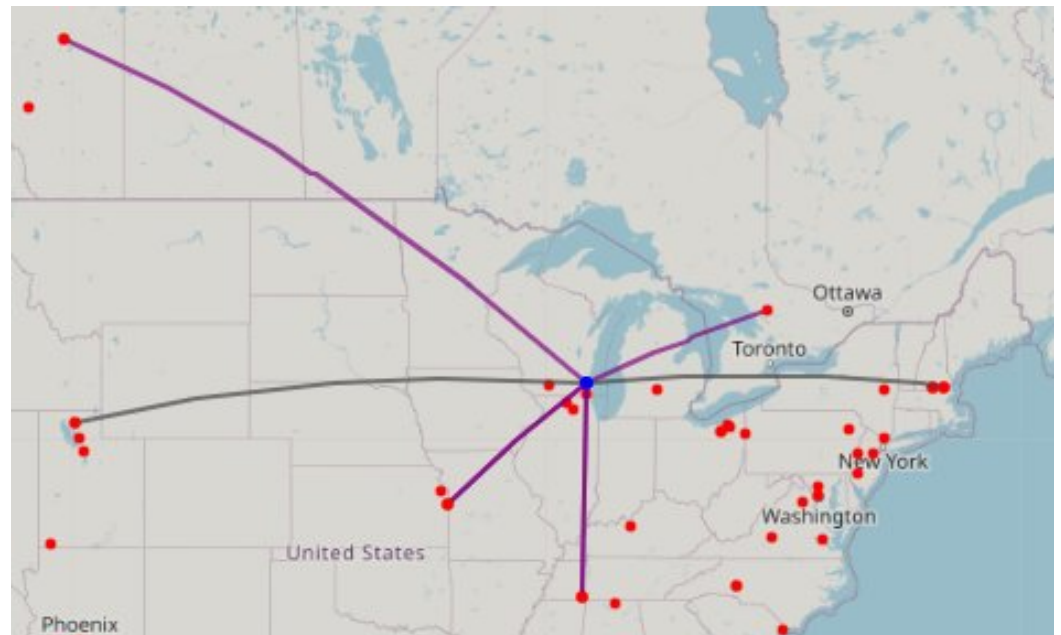 Ottawa
Toronto
New York
Washington
United States
Phoenix